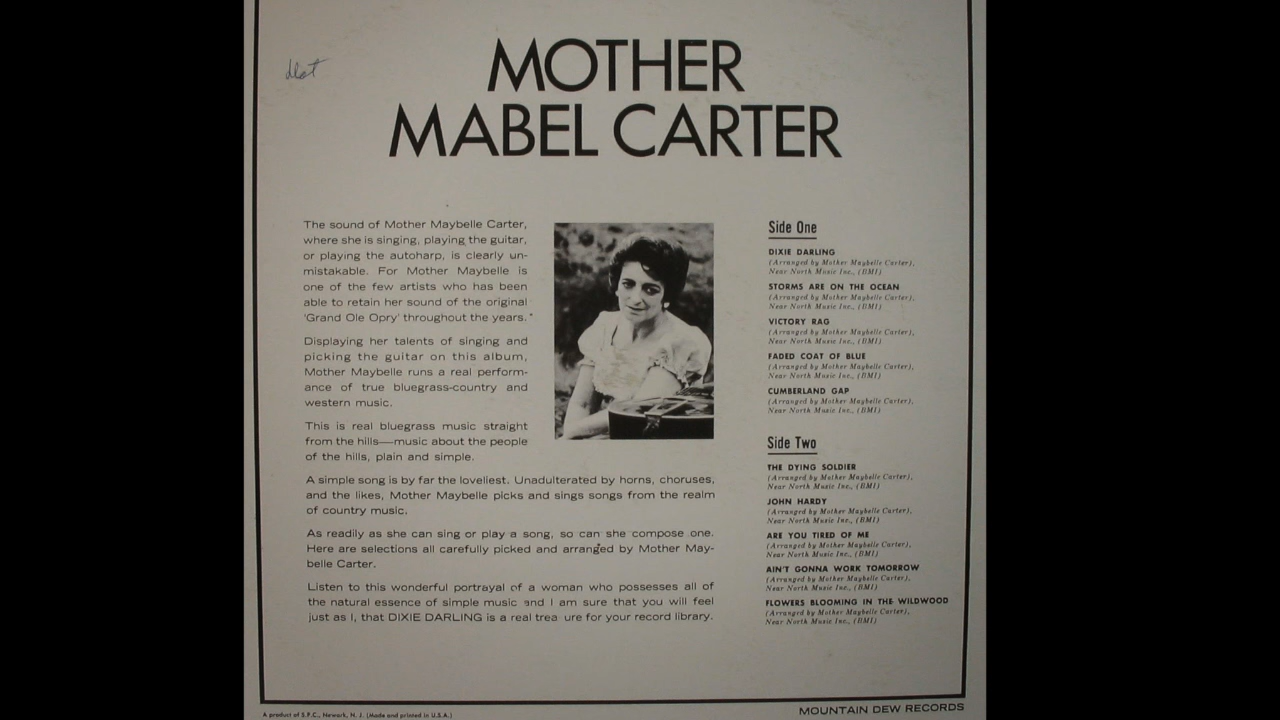 MOTHER
MABEL CARTER
The sound of Mother Maybelle Carter,
where she is singing, playing the guitar,
or playing the autoharp, is clearly un-
mistakable. For Mother Maybelle is
one of the few artists who has been
able to retain her sound of the original
'Grand Ole Opry' throughout the years.
Displaying her talents of singing and
picking the guitar on this album,
Mother Maybelle runs a real perform-
ance of true bluegrass-country and
western music.
This is real bluegrass music straight
from the hills—music about the people
of the hills, plain and simple.
A simple song is by far the loveliest. Unadulterated by horns, choruses,
and the likes, Mother Maybelle picks and sings songs from the realm
of country music.
As readily as she can sing or play a song, so can she compose one.
Here are selections all carefully picked and arranged by Mother May-
belle Carter.
Listen to this wonderful portrayal of a woman who possesses all of
the natural essence of simple music and I am sure that you will feel
just as I, that DIXIE DARLING is a real trea ure for your record library.
Side One
DIXIE DARLING
(Arranged by Mother Maybelle Carter),
Near North Music Inc., (BMI)
STORMS ARE ON THE OCEAN
(Arranged by Mother Maybelle Carter),
Near North Music Inc., (BMI)
VICTORY RAG
(Arranged by Mother Maybelle Carter),
Near North Music Inc., (BMI)
FADED COAT OF BLUE
(Arranged by Mother Maybelle Carter),
Near North Music Inc., (BMI)
CUMBERLAND GAP
(Arranged by Mother Maybelle Carter),
Near North Music Inc., (BMI)
Side Two
THE DYING SOLDIER
(Arranged by Mother Maybelle Carter),
Near North Music Inc., (BMI)
JOHN HARDY
(Arranged by Mother Maybelle Carter),
Near North Music Inc., (BMI)
ARE YOU TIRED OF ME
(Arranged by Mother Maybelle Carter),
Near North Music Inc., (BMI)
AIN'T GONNA WORK TOMORROW
(Arranged by Mother Maybelle Carter),
Near North Music Inc., (BMI)
FLOWERS BLOOMING IN THE WILDWOOD
(Arranged by Mother Maybelle Carter),
Near North Music Inc., (BMI)
A product of S.P.C., Newark, N. J. (Made and printed in U.S.A.)
MOUNTAIN DEW RECORDS